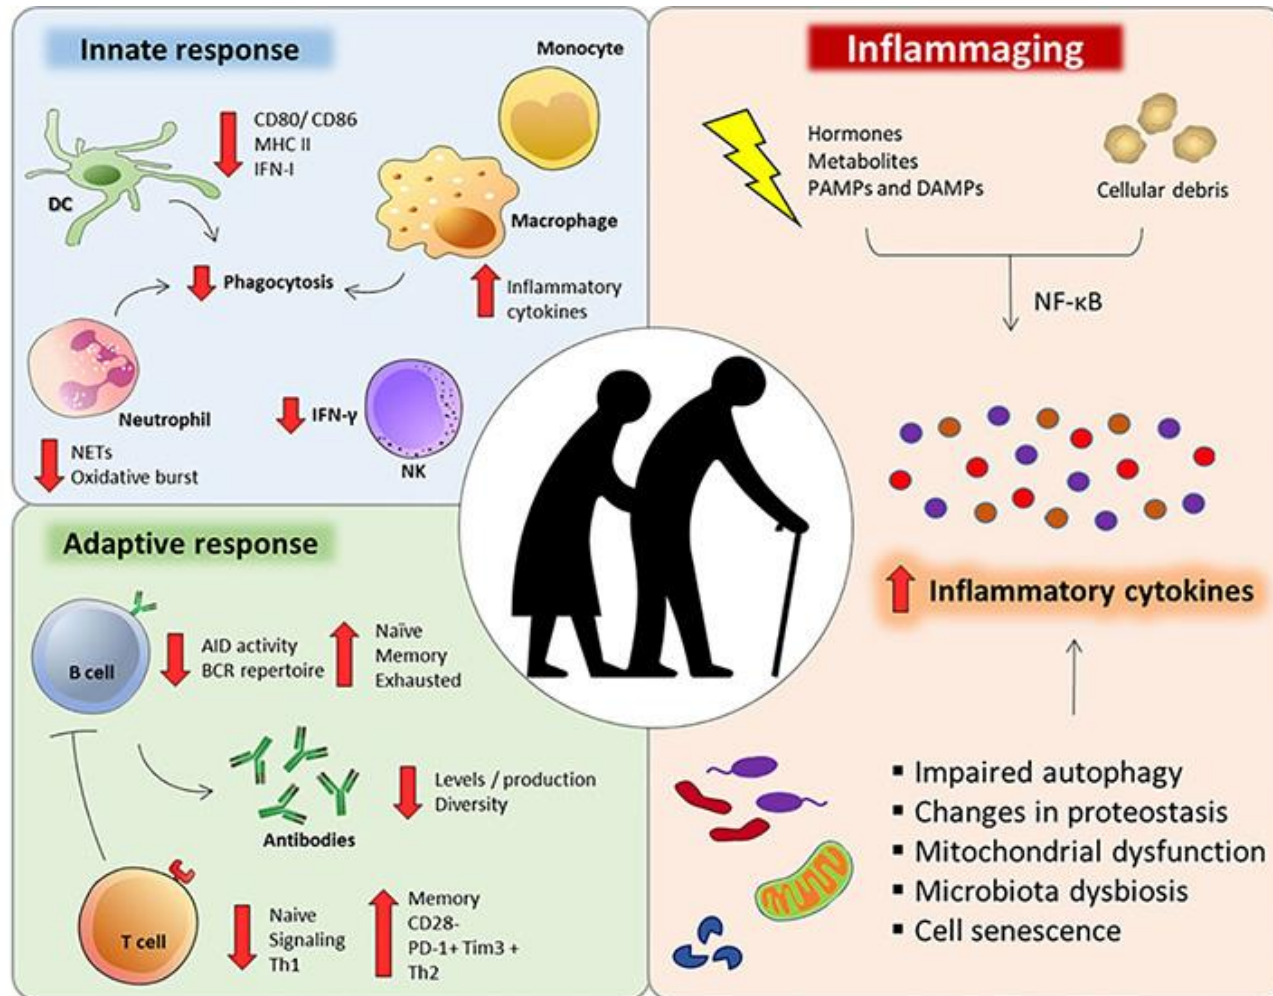 Innate response
Monocyte
CD80/ CD86
MHC II
IFN-I
DC
Macrophage
Phagocytosis
Inflammatory
cytokines
Neutrophil
IFN-γ
NK
NETs
Oxidative burst
Adaptive response
B cell
AID activity
BCR repertoire
Naïve
Memory
Exhausted
Levels / production
Diversity
Antibodies
T cell
Naive
Signaling
Th1
Memory
CD28-
PD-1+ Tim3 +
Th2
Inflammaging
Hormones
Metabolites
PAMPs and DAMPs
Cellular debris
NF-κB
Inflammatory cytokines
▪ Impaired autophagy
▪ Changes in proteostasis
▪ Mitochondrial dysfunction
▪ Microbiota dysbiosis
▪ Cell senescence